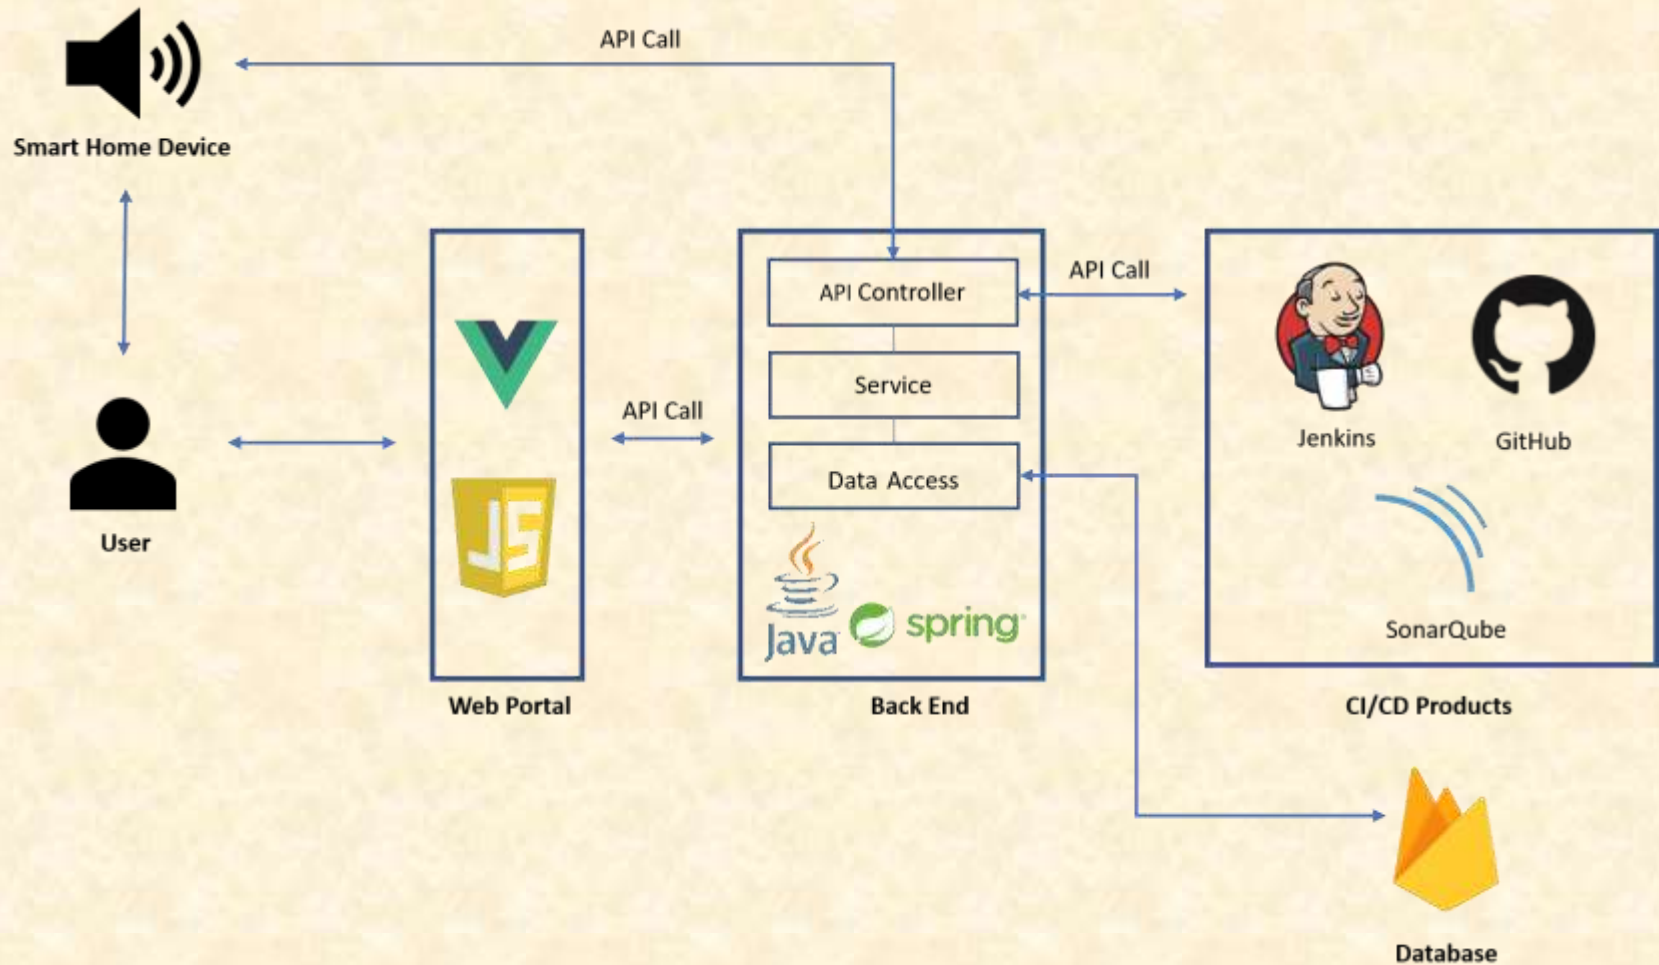 API Call
Smart Home Device
API Controller
API Call
Service
API Call
Data Access
JS
Java
spring
User
Jenkins
GitHub
SonarQube
Web Portal
Back End
CI/CD Products
Database